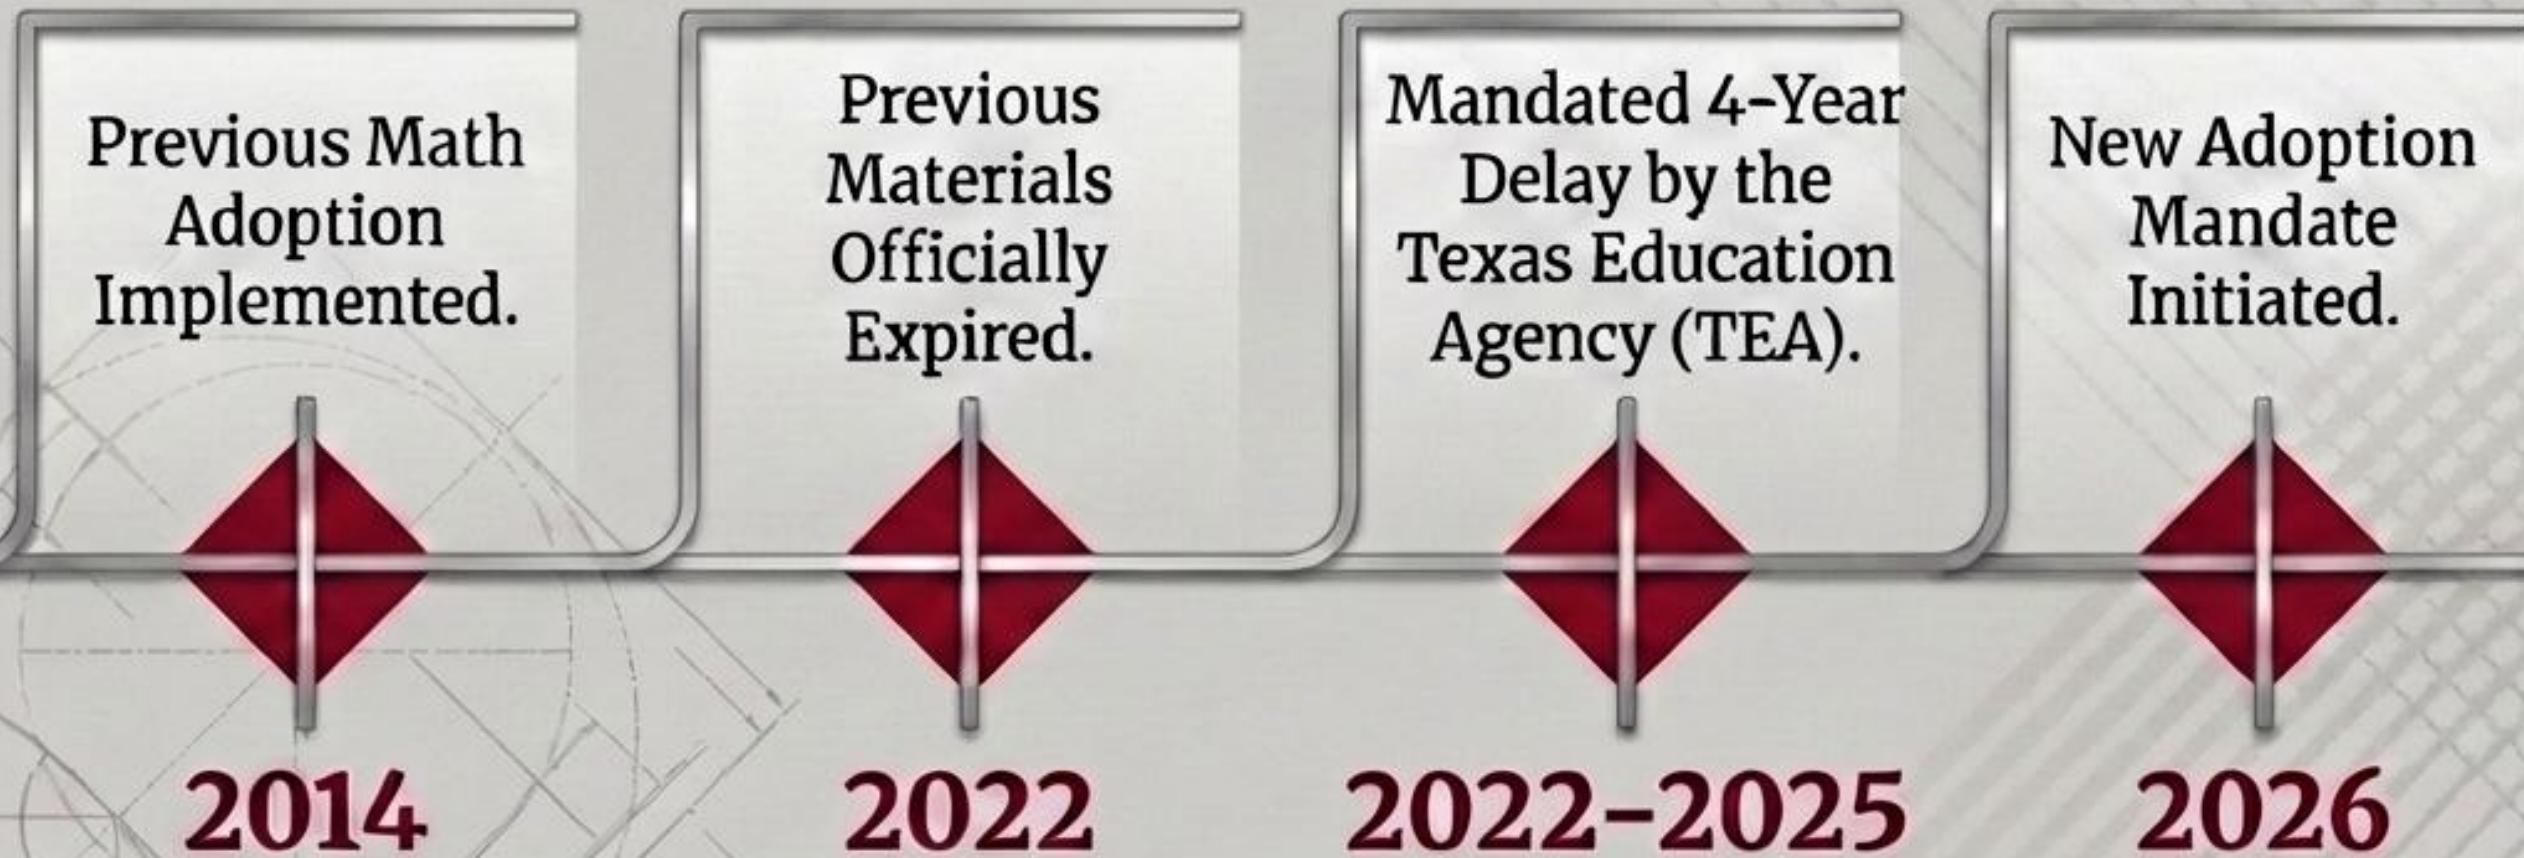 Previous Math
Adoption
Implemented.
2014
Previous
Materials
Officially
Expired.
2022
Mandated 4-Year
Delay by the
Texas Education
Agency (TEA).
2022-2025
New Adoption
Mandate
Initiated.
2026